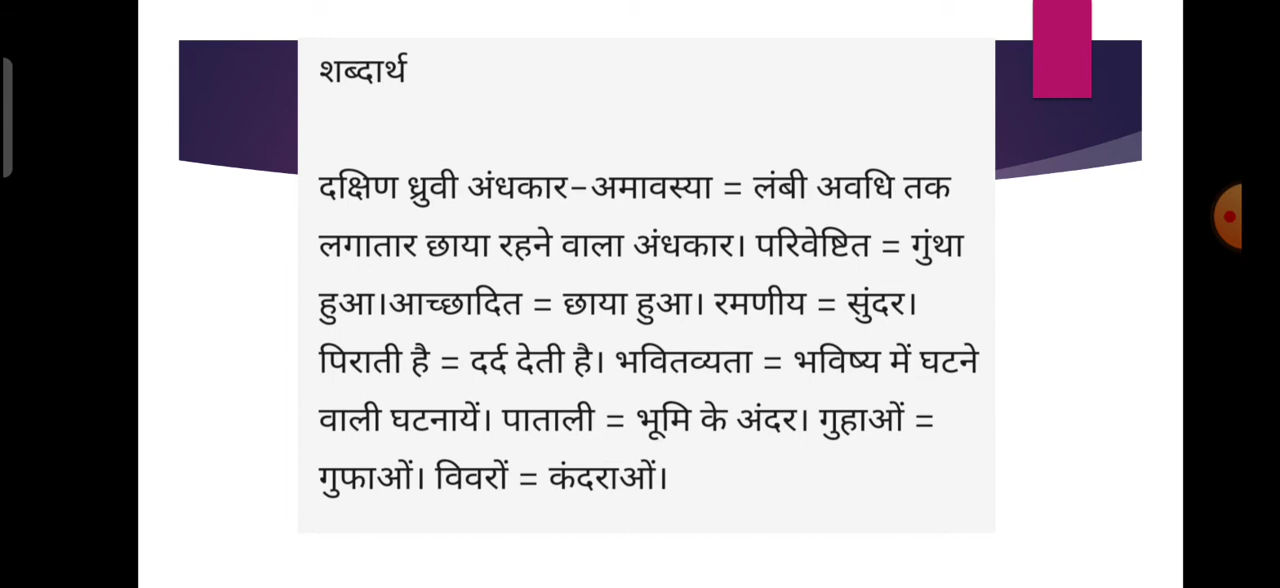 शब्दार्थ
दक्षिण ध्रुवी अंधकार-अमावस्या = लंबी अवधि तक
लगातार छाया रहने वाला अंधकार। परिवेष्टित = गुंथा
हुआ।आच्छादित = छाया हुआ। रमणीय = सुंदर।
पिराती है = दर्द देती है। भवितव्यता = भविष्य में घटने
वाली घटनायें। पाताली = भूमि के अंदर। गुहाओं =
गुफाओं। विवरों = कंदराओं।